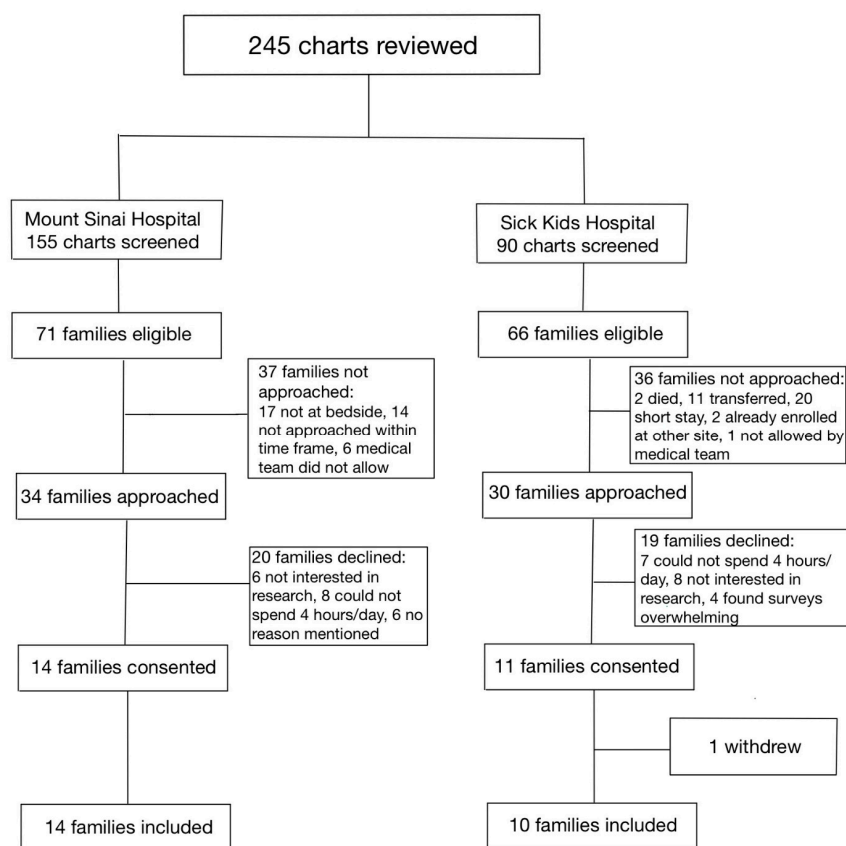 245 charts reviewed
Mount Sinai Hospital
155 charts screened
71 families eligible
37 families not
approached:
17 not at bedside, 14
not approached within
time frame, 6 medical
team did not allow
34 families approached
20 families declined:
6 not interested in
research, 8 could not
spend 4 hours/day, 6 no
reason mentioned
14 families consented
14 families included
Sick Kids Hospital
90 charts screened
66 families eligible
36 families not approached:
2 died, 11 transferred, 20
short stay, 2 already enrolled
at other site, 1 not allowed by
medical team
30 families approached
19 families declined:
7 could not spend 4 hours/
day, 8 not interested in
research, 4 found surveys
overwhelming
11 families consented
1 withdrew
10 families included